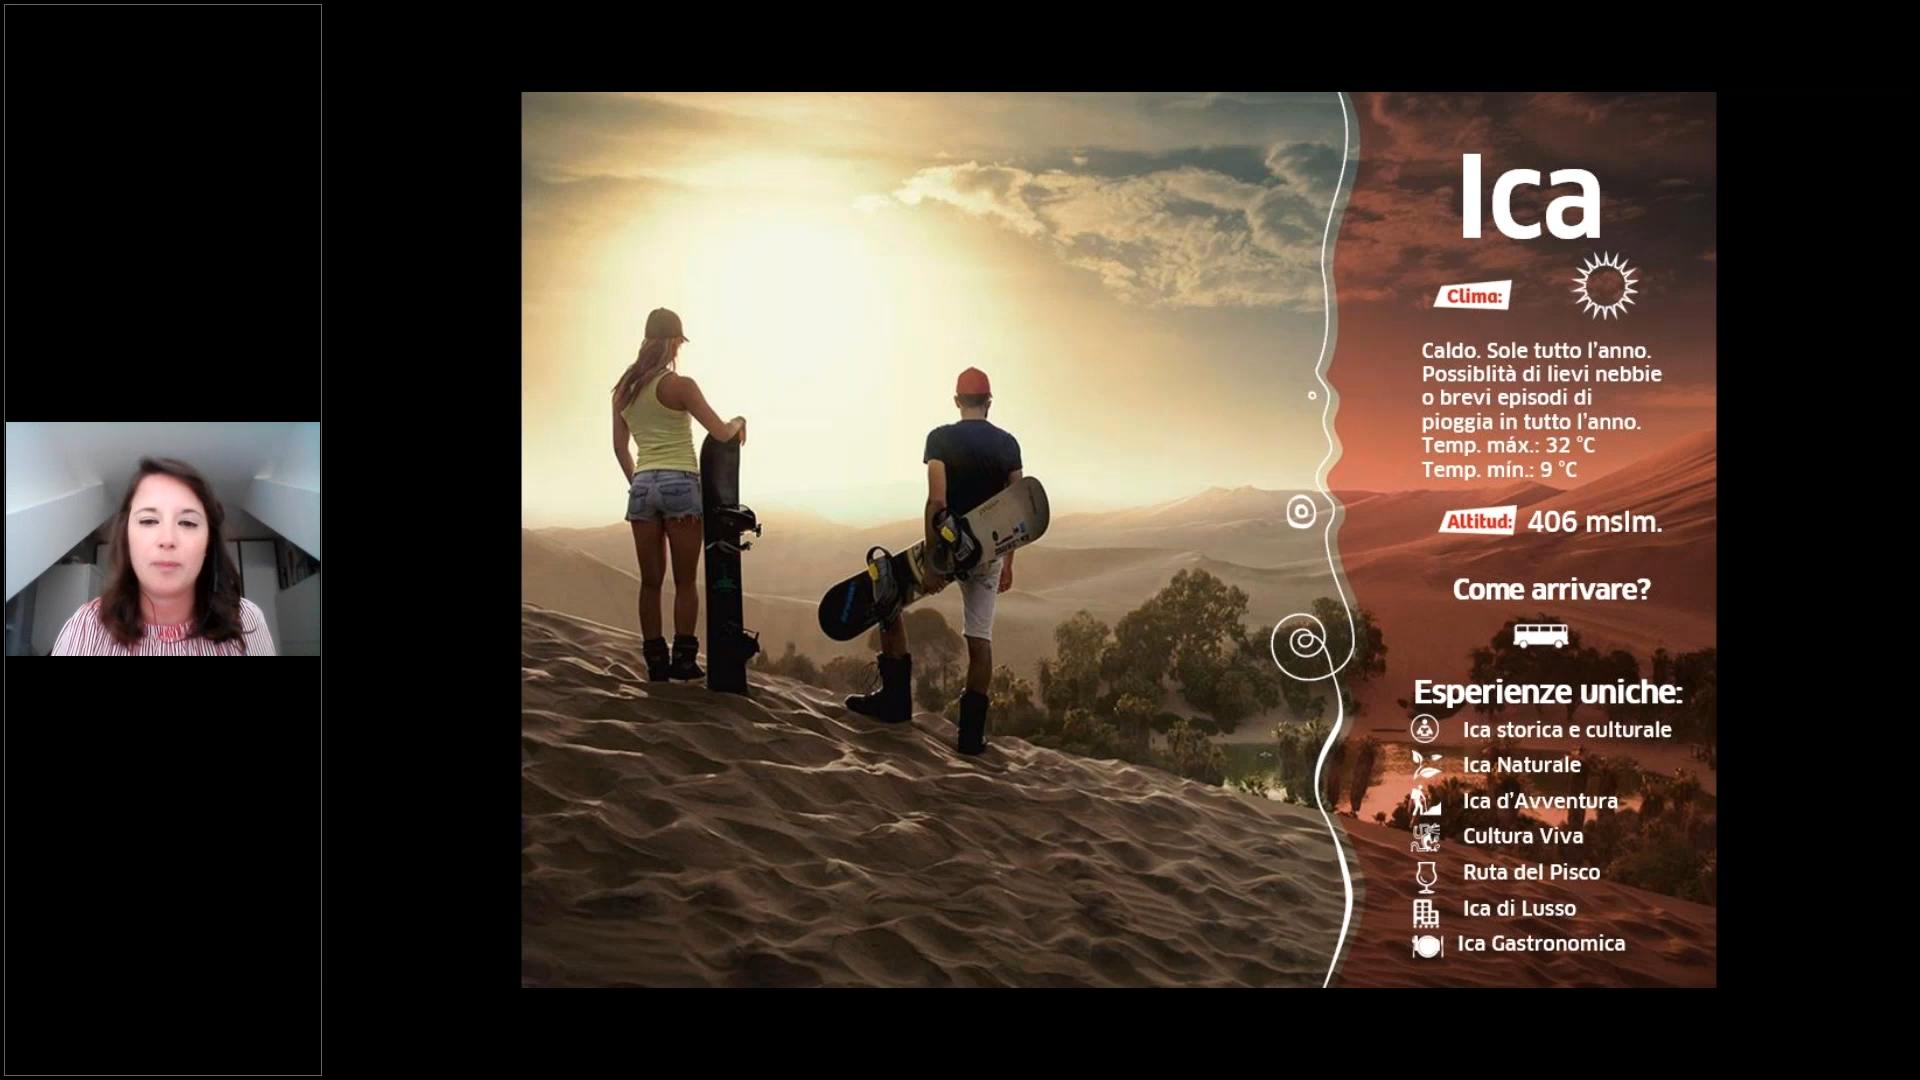 Ica
Clima:
Caldo. Sole tutto l'anno.
Possiblità di lievi nebbie
o brevi episodi di
pioggia in tutto l'anno.
Temp. máx.: 32 °C
Temp. mín.: 9 °C
Altitud: 406 mslm.
Come arrivare?
Esperienze uniche:
Ica storica e culturale
Ica Naturale
Ica d'Avventura
Cultura Viva
Ruta del Pisco
Ica di Lusso
Ica Gastronomica